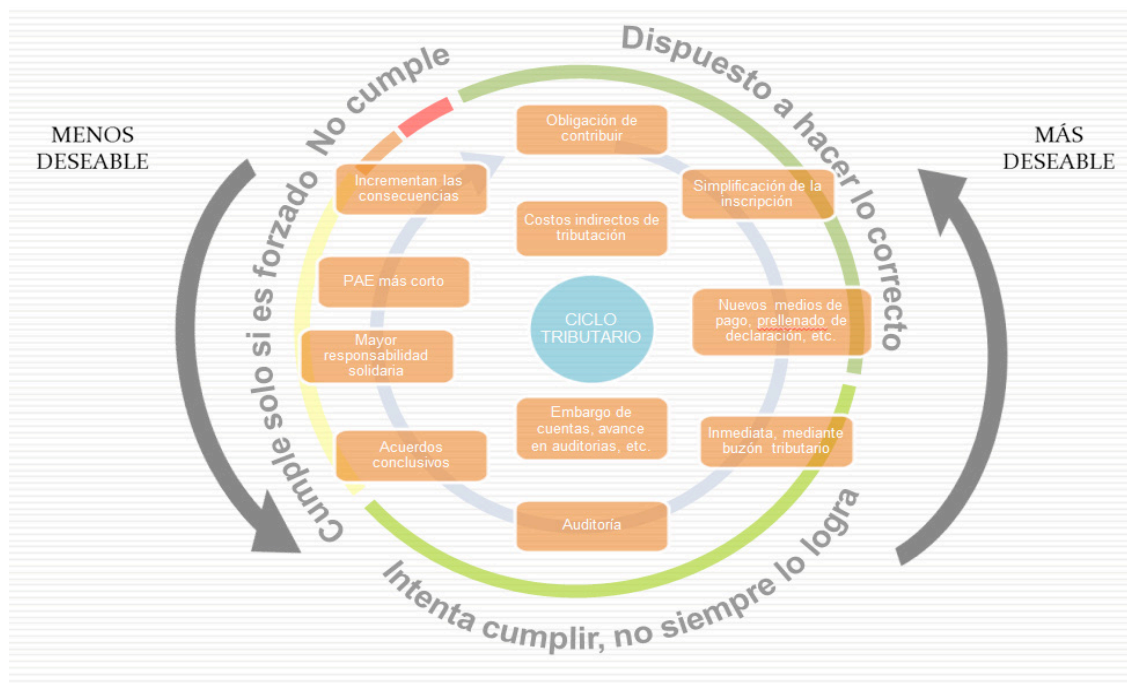 Dispuesto a hacer lo correcto
No cumple
MENOS
DESEABLE
MÁS
DESEABLE
Obligación de
contribuir
Incrementan las
consecuencias
Simplificación de la
inscripción
Costos indirectos de
tributación
PAE más corto
Nuevos medios de
pago, prellenado de
declaración, etc.
CICLO
TRIBUTARIO
Mayor
responsabilidad
solidaria
Embargo de
cuentas, avance
en auditorias, etc.
Inmediata, mediante
buzón tributario
Acuerdos
conclusivos
Auditoría
Cumple solo si es forzado
Intenta cumplir, no siempre lo logra